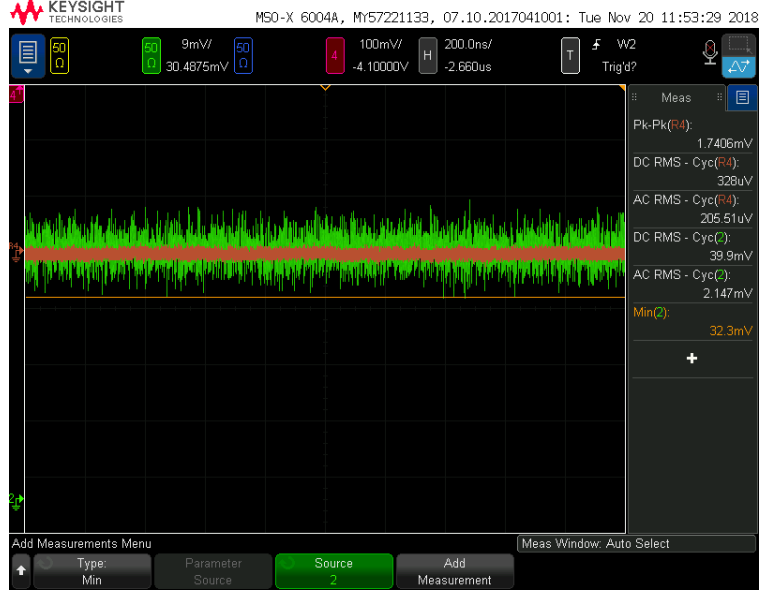 KEYSIGHT
TECHNOLOGIES
MSO-X 6004A, MY57221133, 07.10.2017041001: Tue Nov 20 11:53:29 2018
50 Ω
50 Ω
9mV/
30.4875mV
50 Ω
4
100mV/
-4.10000V
H
200.0ns/
-2.660us
T
W2
Trig'd?
4
Meas
Pk-Pk(R4):
1.7406mV
DC RMS - Cyc(R4):
328uV
AC RMS - Cyc(R4):
205.51uV
DC RMS - Cyc(2):
39.9mV
AC RMS - Cyc(2):
2.147mV
Min(2):
32.3mV
R4
2
Add Measurements Menu
Meas Window: Auto Select
Type:
Min
Parameter
Source
Source
2
Add
Measurement